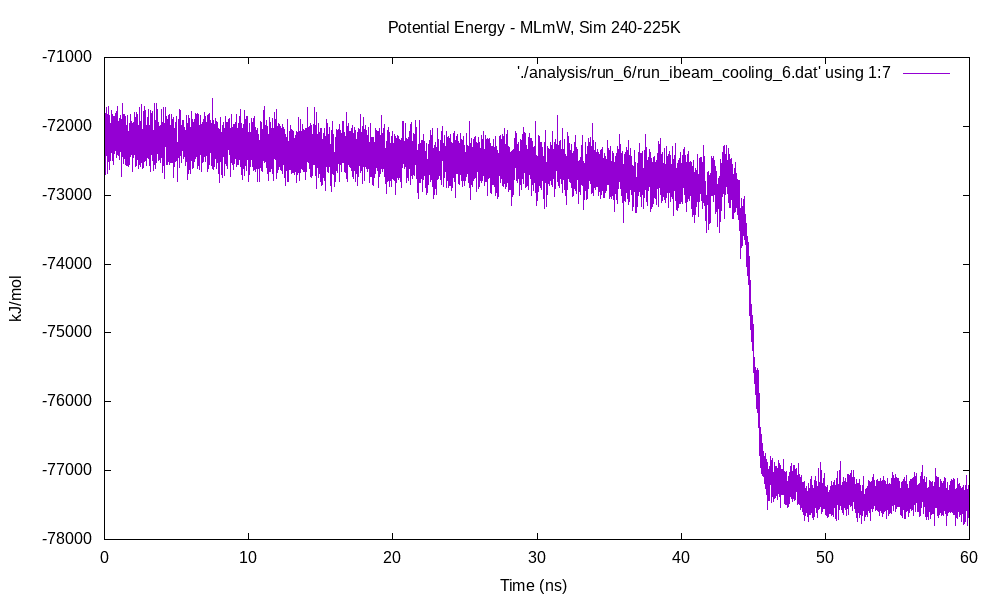 Potential Energy - MLmW, Sim 240-225K
'./analysis/run_6/run_ibeam_cooling_6.dat' using 1:7
-71000
-72000
-73000
-74000
-75000
-76000
-77000
-78000
kJ/mol
0 10 20 30 40 50 60
Time (ns)